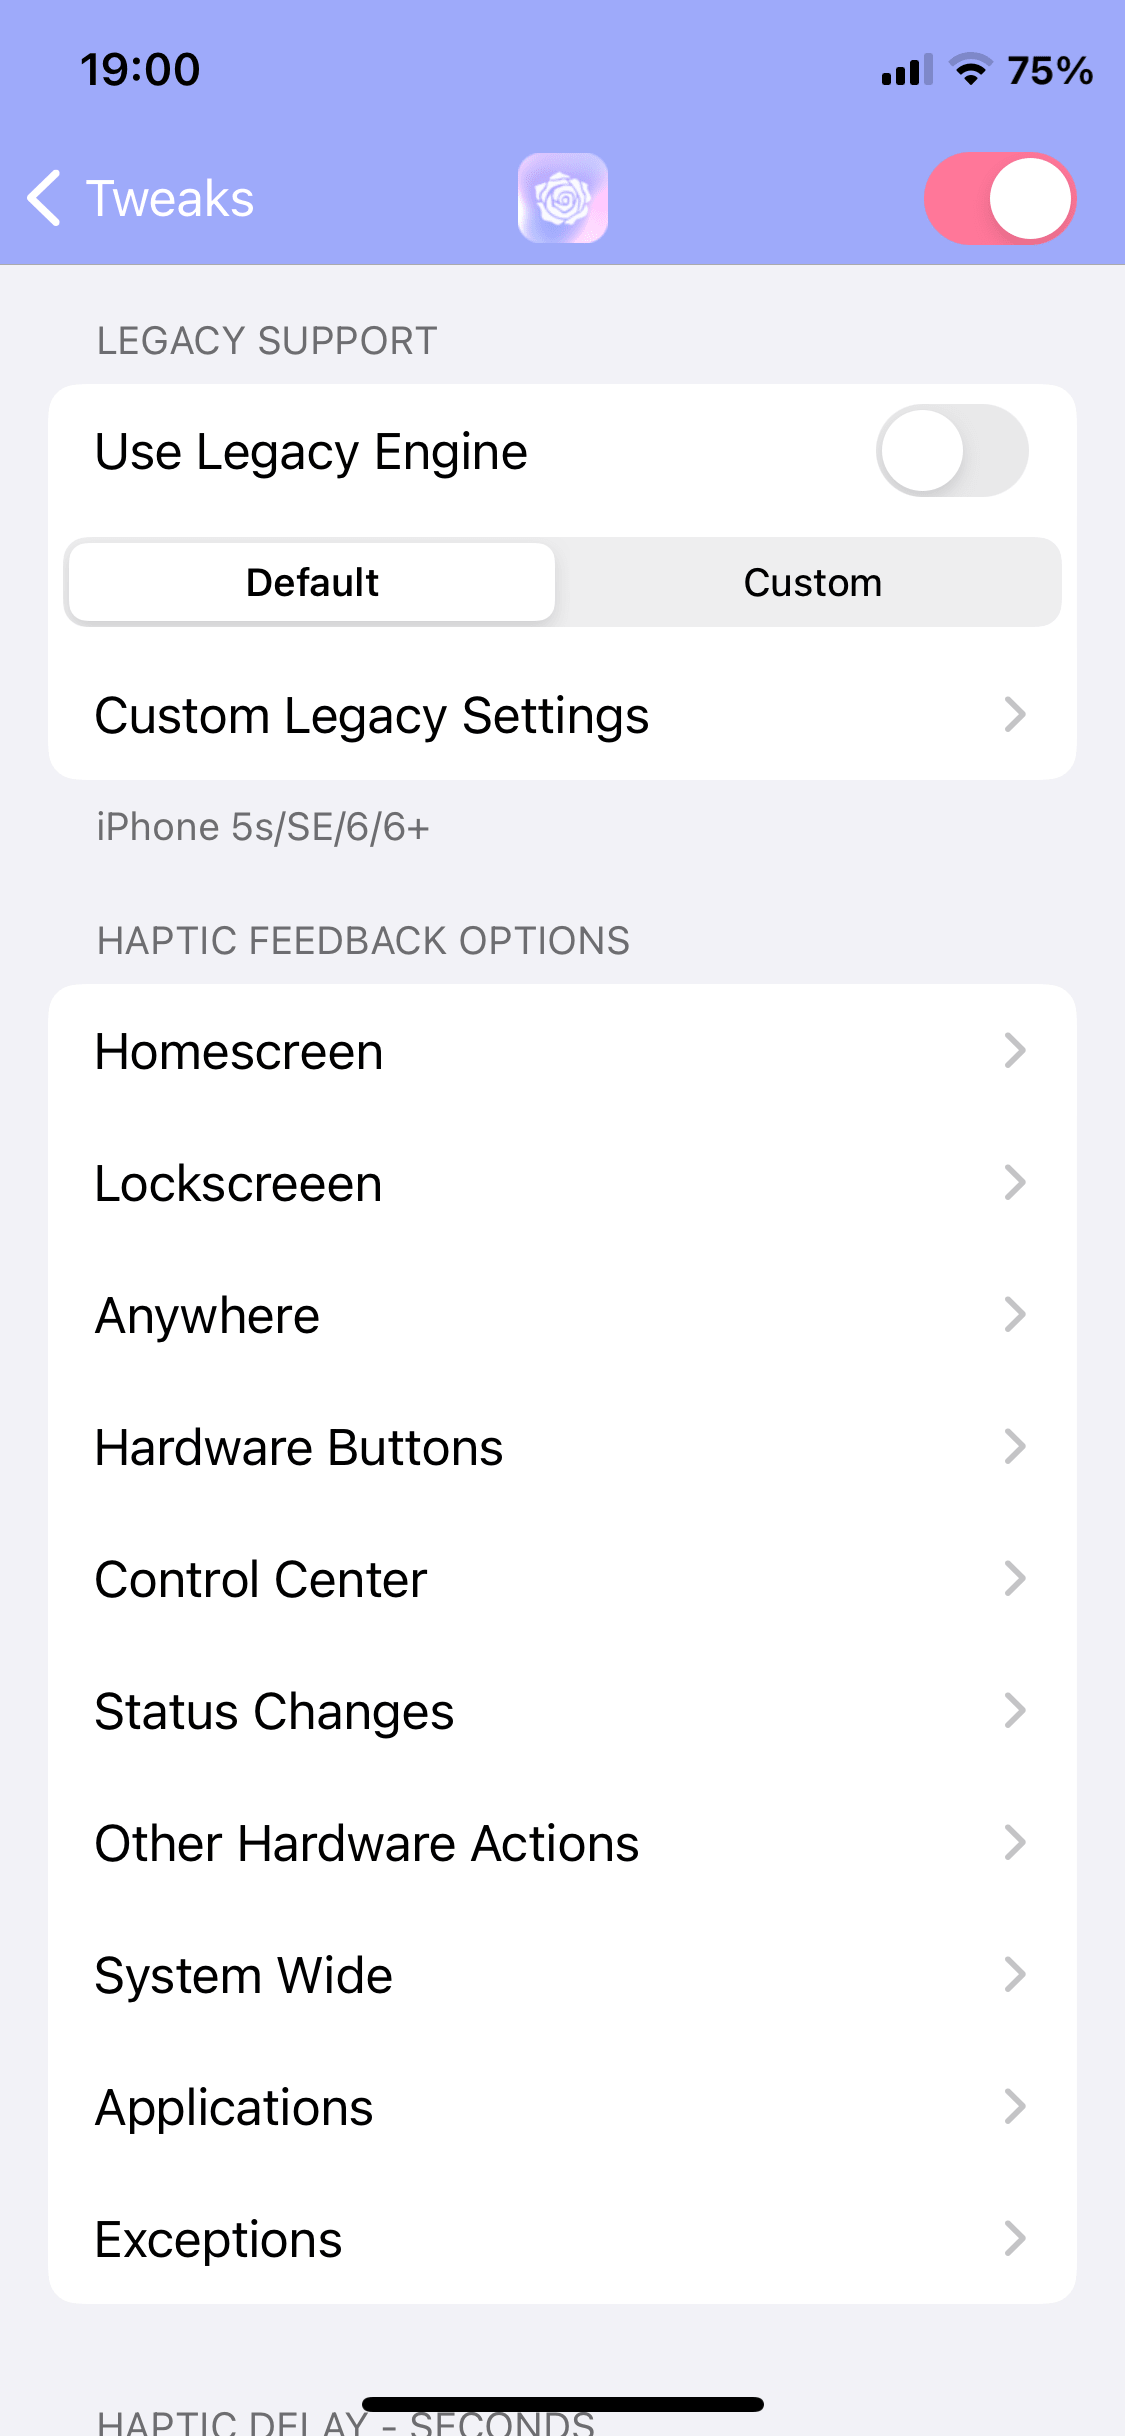 19:00
75%
Tweaks
LEGACY SUPPORT
Use Legacy Engine
Default Custom
Custom Legacy Settings
iPhone 5s/SE/6/6+
HAPTIC FEEDBACK OPTIONS
Homescreen
Lockscreeen
Anywhere
Hardware Buttons
Control Center
Status Changes
Other Hardware Actions
System Wide
Applications
Exceptions
HAPTIC DELAY - SECONDS